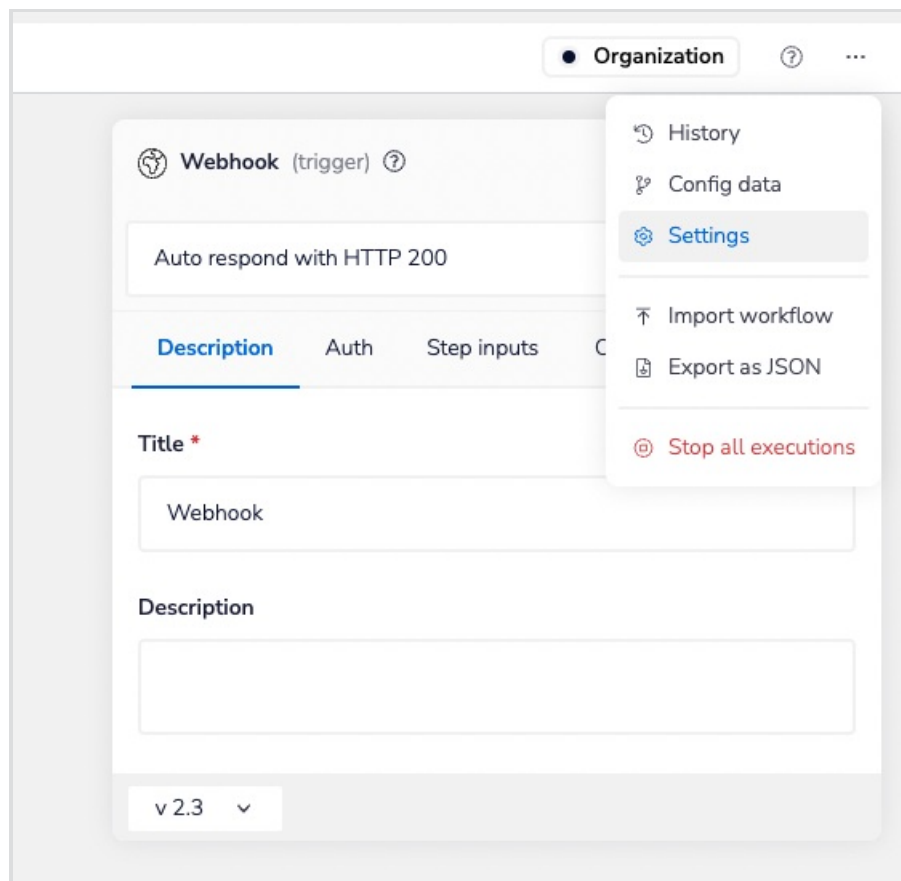 Organization
History
Webhook (trigger)
Config data
Settings
Auto respond with HTTP 200
Import workflow
Description Auth Step inputs
Export as JSON
Title *
Stop all executions
Webhook
Description
v 2.3